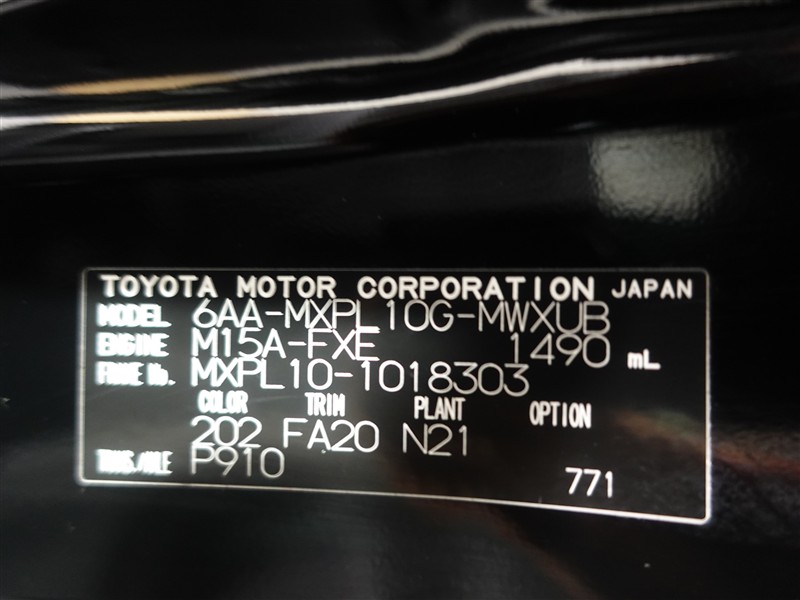 TOYOTA MOTOR CORPORATION JAPAN
MODEL 6AA-MXPL10G-MWXUB
ENGINE M15A-FXE 1490 mL
FRAME No. MXPL10-1018303
COLOR TRIM PLANT OPTION
202 FA20 N21
TRANS./AXLE P910
771